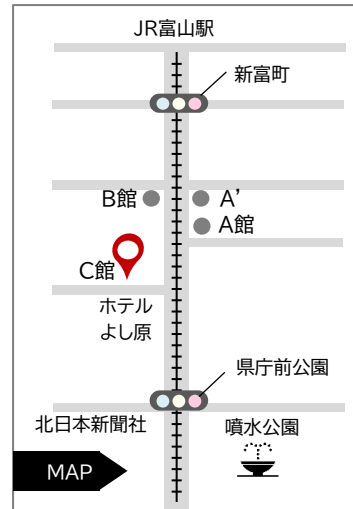 JR富山駅
新富町
B館
A'
A館
C館
ホテル
よし原
県庁前公園
北日本新聞社
噴水公園
MAP